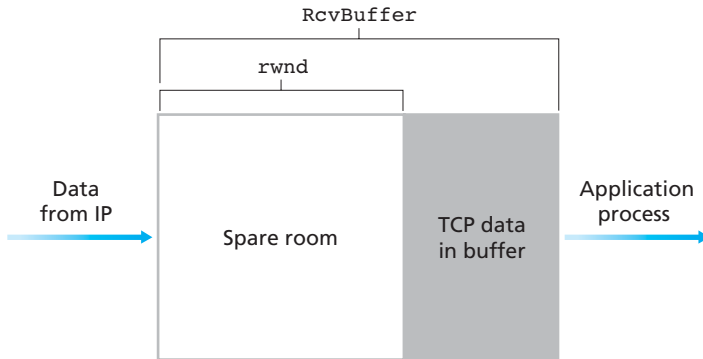 RcvBuffer
rwnd
Data
from IP
Spare room
TCP data
in buffer
Application
process